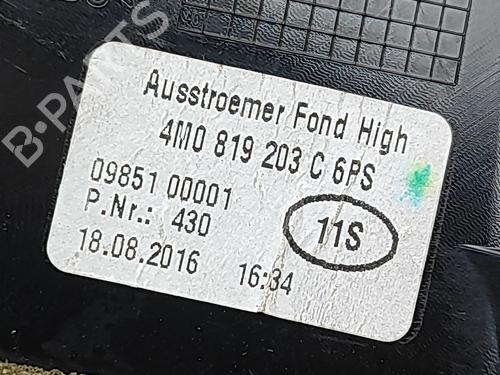 Ausstroemer Fond High
4M0 819 203 C 6PS
09851 00001
P.Nr.: 430
11S
18.08.2016 16:34
B-PARTS